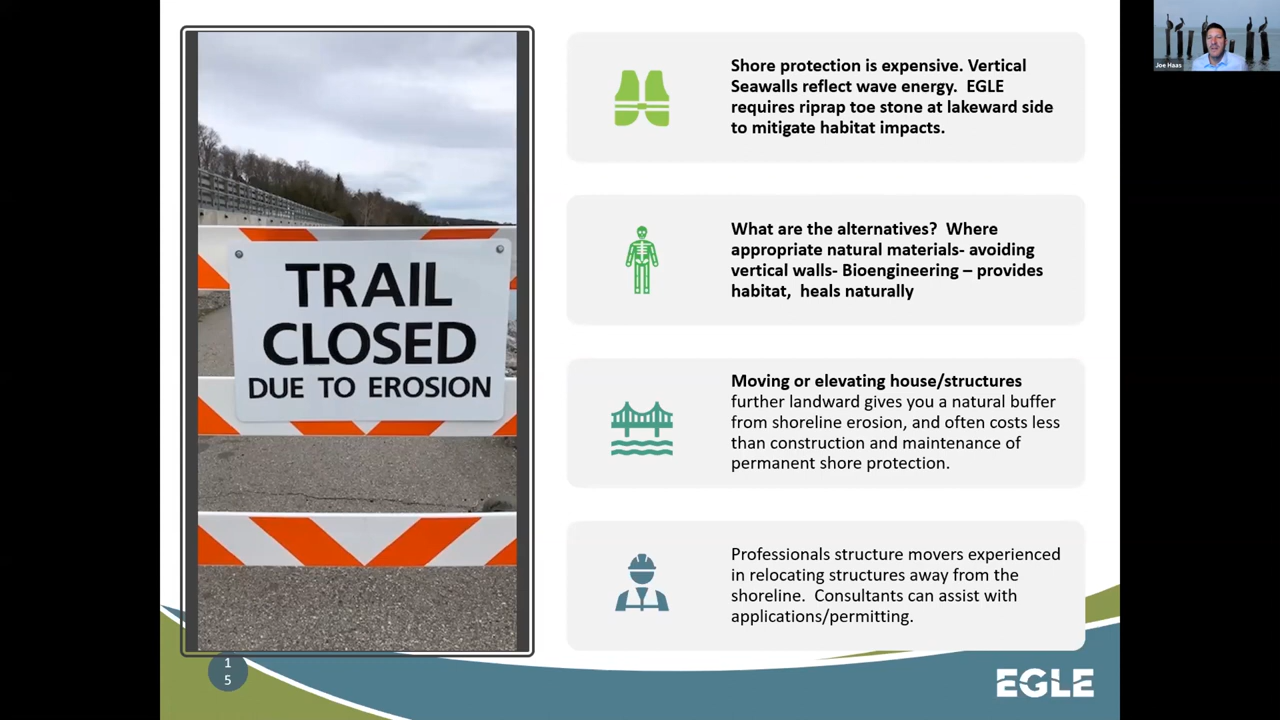 TRAIL
CLOSED
DUE TO EROSION
Shore protection is expensive. Vertical
Seawalls reflect wave energy.  EGLE
requires riprap toe stone at lakeward side
to mitigate habitat impacts.
What are the alternatives?  Where
appropriate natural materials- avoiding
vertical walls- Bioengineering – provides
habitat,  heals naturally
Moving or elevating house/structures
further landward gives you a natural buffer
from shoreline erosion, and often costs less
than construction and maintenance of
permanent shore protection.
Professionals structure movers experienced
in relocating structures away from the
shoreline.  Consultants can assist with
applications/permitting.
1
5
EGLE
Joe Haas